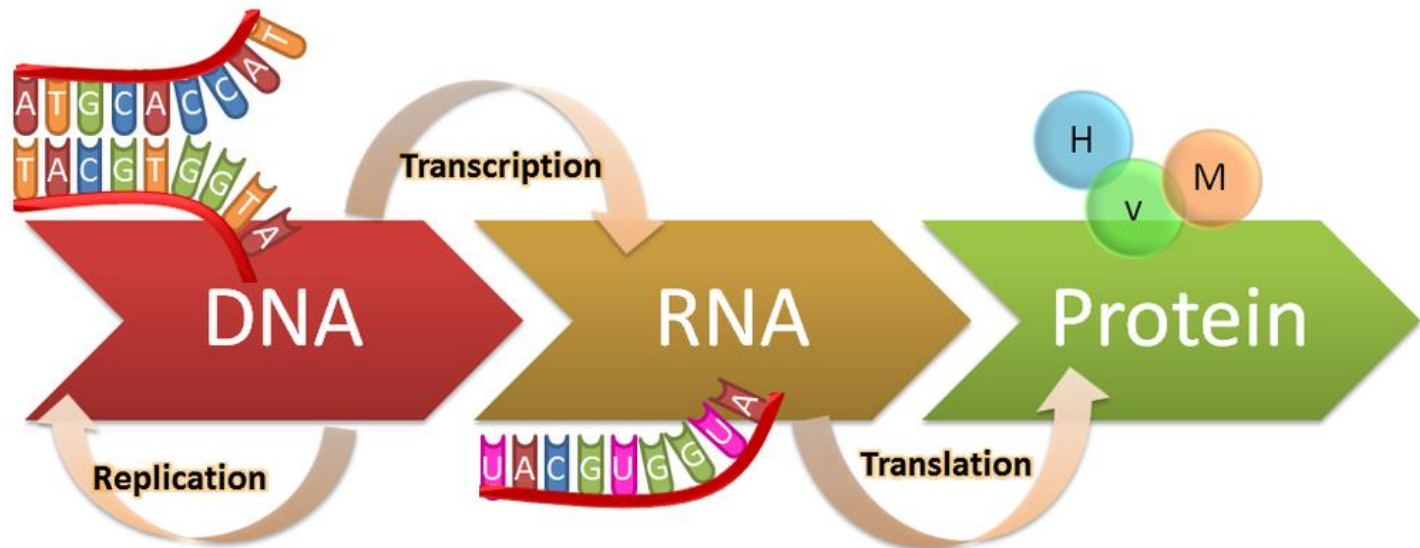 ATGCACCAT
TACGTGGTA
Transcription
H
v
M
DNA
RNA
Protein
Replication
UACGUGGUA
Translation